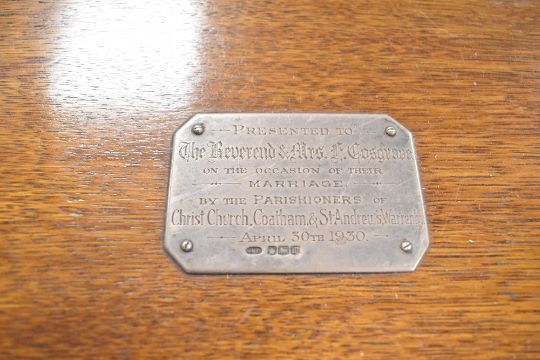 PRESENTED TO
The Reverend & Mrs. F. Cosgrave
ON THE OCCASION OF THEIR
MARRIAGE
BY THE PARISHIONERS OF
Christ Church, Coatham, & St Andrew's, Warrenby
APRIL 30TH 1930.